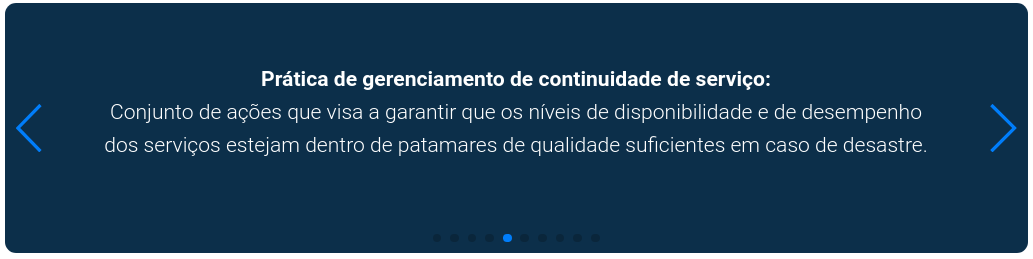 Prática de gerenciamento de continuidade de serviço:
Conjunto de ações que visa a garantir que os níveis de disponibilidade e de desempenho
dos serviços estejam dentro de patamares de qualidade suficientes em caso de desastre.